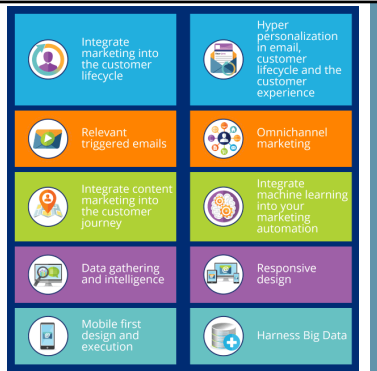 Integrate
marketing into
the customer
lifecycle
Hyper
personalization
in email,
customer
lifecycle and the
customer
experience
Relevant
triggered emails
Omnichannel
marketing
Integrate content
marketing into
the customer
journey
Integrate
machine learning
into your
marketing
automation
Data gathering
and intelligence
Responsive
design
Mobile first
design and
execution
Harness Big Data